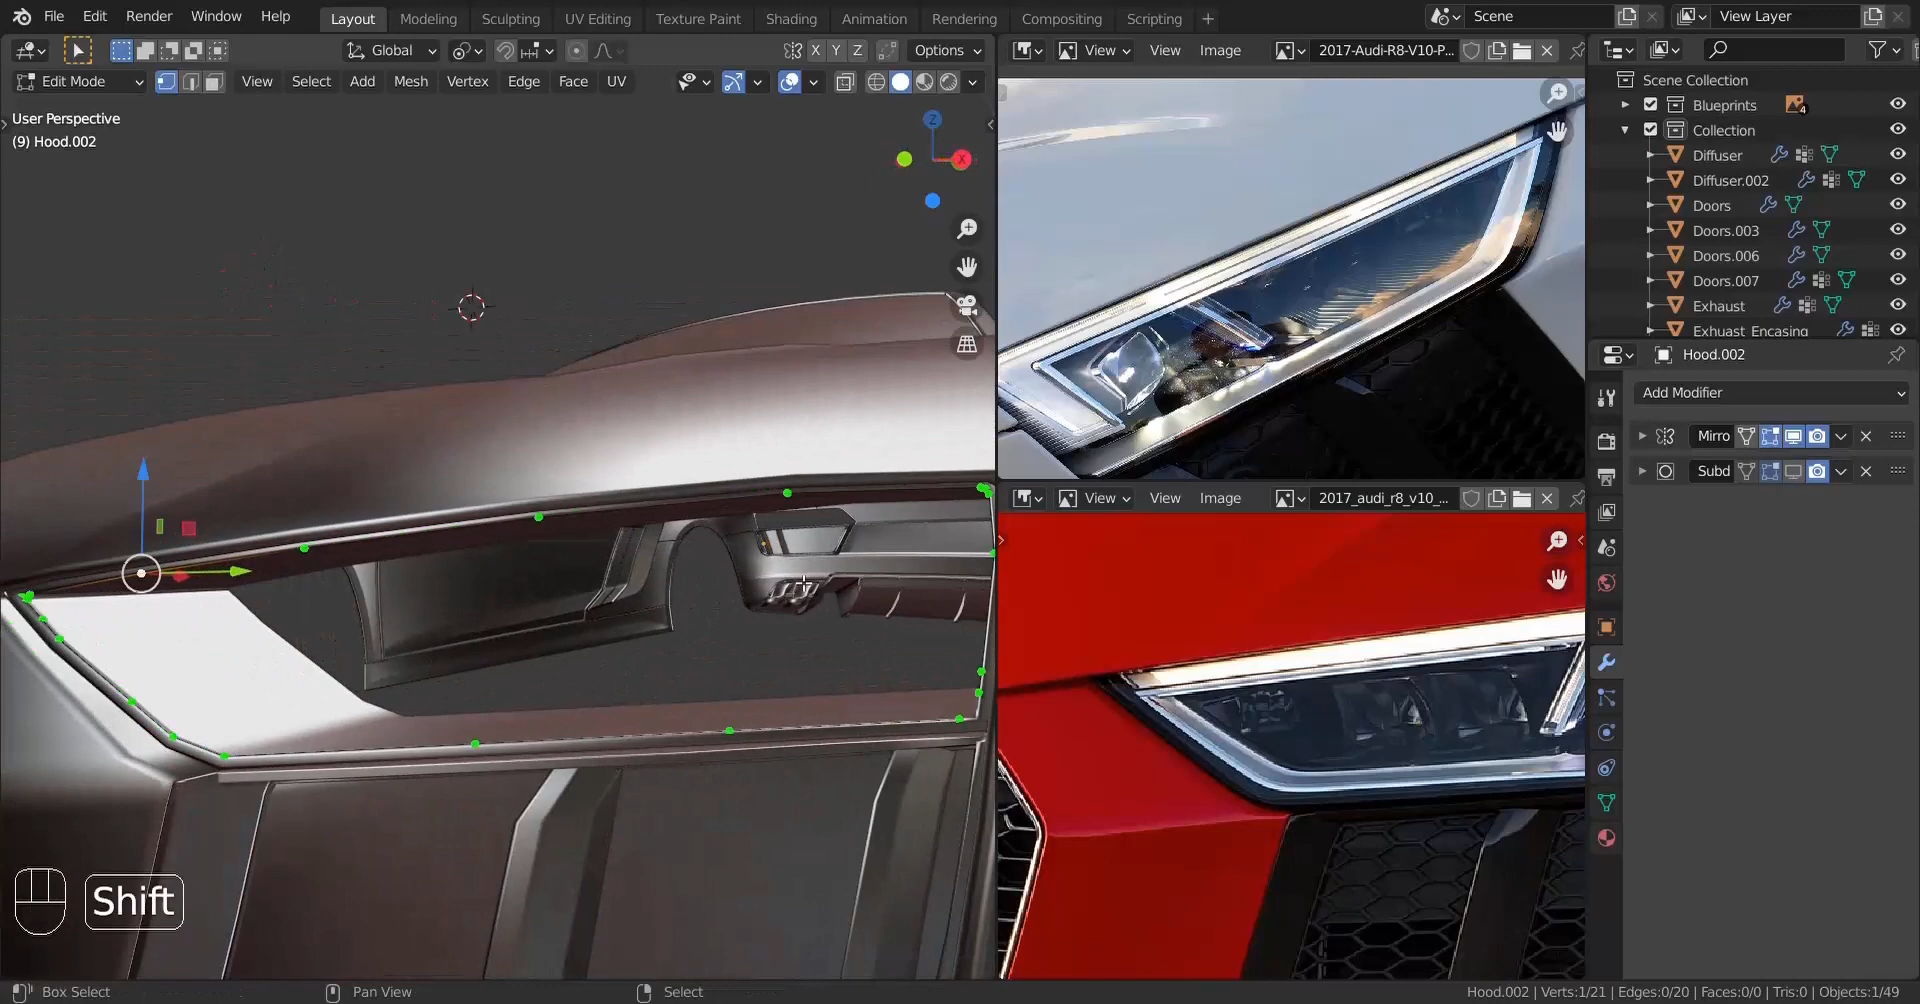 File Edit Render Window Help
Layout Modeling Sculpting UV Editing Texture Paint Shading Animation Rendering Compositing Scripting +
Scene
View Layer
Global
X Y Z
Options
View View Image
2017-Audi-R8-V10-P...
Edit Mode
View Select Add Mesh Vertex Edge Face UV
User Perspective
(9) Hood.002
Z
X
Scene Collection
Blueprints
4
Collection
Diffuser
Diffuser.002
Doors
Doors.003
Doors.006
Doors.007
Exhaust
Exhuast Encasing
Hood.002
Add Modifier
Mirro
Subd
View View Image
2017_audi_r8_v10_...
Shift
Box Select
Pan View
Select
Hood.002 | Verts:1/21 | Edges:0/20 | Faces:0/0 | Tris:0 | Objects:1/49